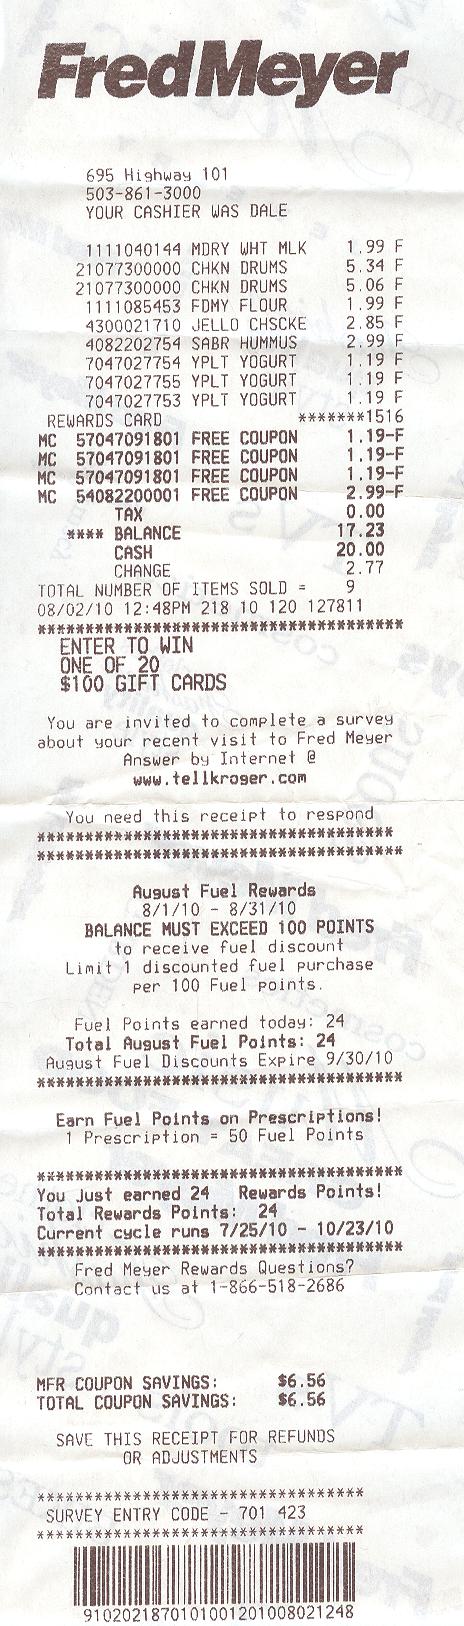 FredMeyer
695 Highway 101
503-861-3000
YOUR CASHIER WAS DALE
1111040144 MDRY WHT MLK 1.99 F
21077300000 CHKN DRUMS 5.34 F
21077300000 CHKN DRUMS 5.06 F
1111085453 FDMY FLOUR 1.99 F
4300021710 JELLO CHSCKE 2.85 F
4082202754 SABR HUMMUS 2.99 F
7047027754 YPLT YOGURT 1.19 F
7047027755 YPLT YOGURT 1.19 F
7047027753 YPLT YOGURT 1.19 F
REWARDS CARD *******1516
MC 57047091801 FREE COUPON 1.19-F
MC 57047091801 FREE COUPON 1.19-F
MC 57047091801 FREE COUPON 1.19-F
MC 54082200001 FREE COUPON 2.99-F
TAX 0.00
**** BALANCE 17.23
CASH 20.00
CHANGE 2.77
TOTAL NUMBER OF ITEMS SOLD = 9
08/02/10 12:48PM 218 10 120 127811
****************************************
ENTER TO WIN
ONE OF 20
$100 GIFT CARDS
You are invited to complete a survey
about your recent visit to Fred Meyer
Answer by Internet @
www.tellkroger.com
You need this receipt to respond
***************************************
****************************************
August Fuel Rewards
8/1/10 - 8/31/10
BALANCE MUST EXCEED 100 POINTS
to receive fuel discount
Limit 1 discounted fuel purchase
per 100 Fuel points.
Fuel Points earned today: 24
Total August Fuel Points: 24
August Fuel Discounts Expire 9/30/10
****************************************
Earn Fuel Points on Prescriptions!
1 Prescription = 50 Fuel Points
****************************************
You Just earned 24 Rewards Points!
Total Rewards Points: 24
Current cycle runs 7/25/10 - 10/23/10
****************************************
Fred Meyer Rewards Questions?
Contact us at 1-866-518-2686
MFR COUPON SAVINGS: $6.56
TOTAL COUPON SAVINGS: $6.56
SAVE THIS RECEIPT FOR REFUNDS
OR ADJUSTMENTS
************************************
SURVEY ENTRY CODE - 701 423
************************************
91020218701010012010080212​48